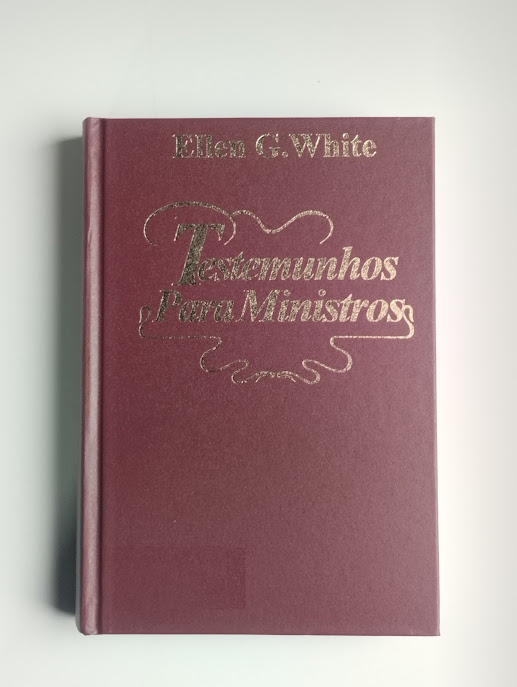 Ellen G. White
Testemunhos
Para Ministros